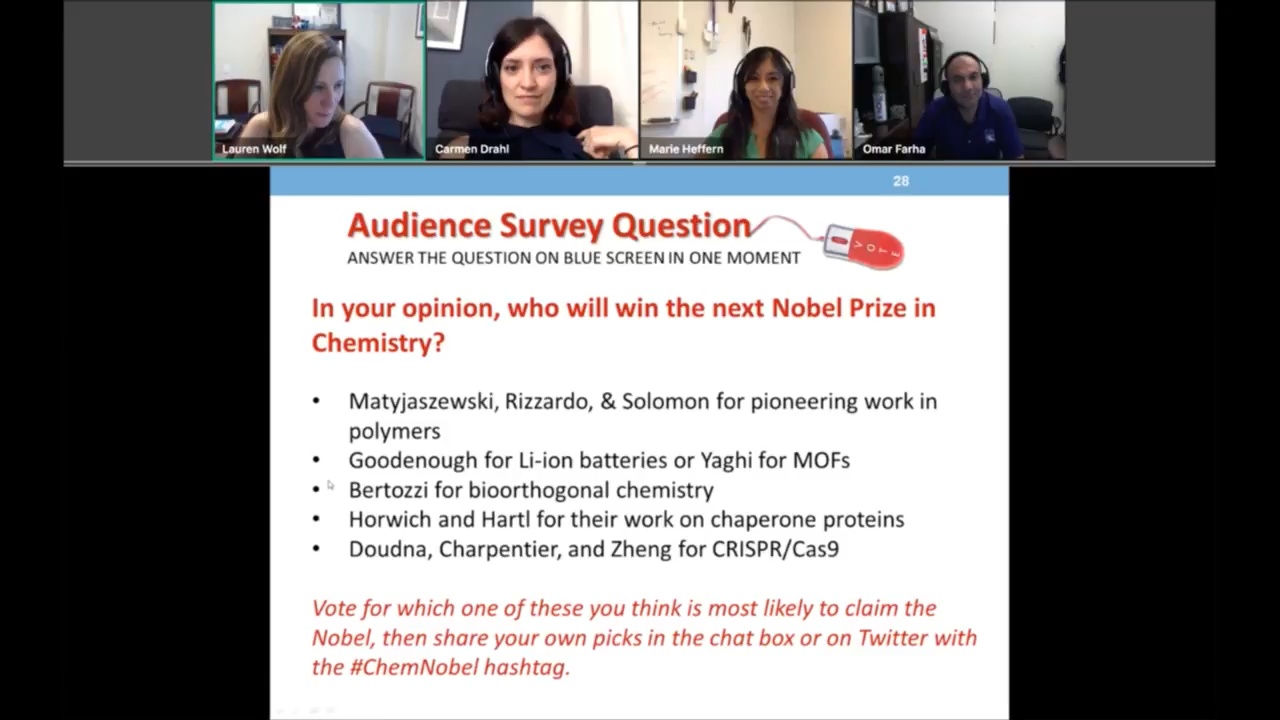 Lauren Wolf
Carmen Drahl
Marie Heffern
Omar Farha
28
Audience Survey Question
VOTE
ANSWER THE QUESTION ON BLUE SCREEN IN ONE MOMENT
In your opinion, who will win the next Nobel Prize in
Chemistry?
• Matyjaszewski, Rizzardo, & Solomon for pioneering work in
polymers
• Goodenough for Li-ion batteries or Yaghi for MOFs
• Bertozzi for bioorthogonal chemistry
• Horwich and Hartl for their work on chaperone proteins
• Doudna, Charpentier, and Zheng for CRISPR/Cas9
Vote for which one of these you think is most likely to claim the
Nobel, then share your own picks in the chat box or on Twitter with
the #ChemNobel hashtag.